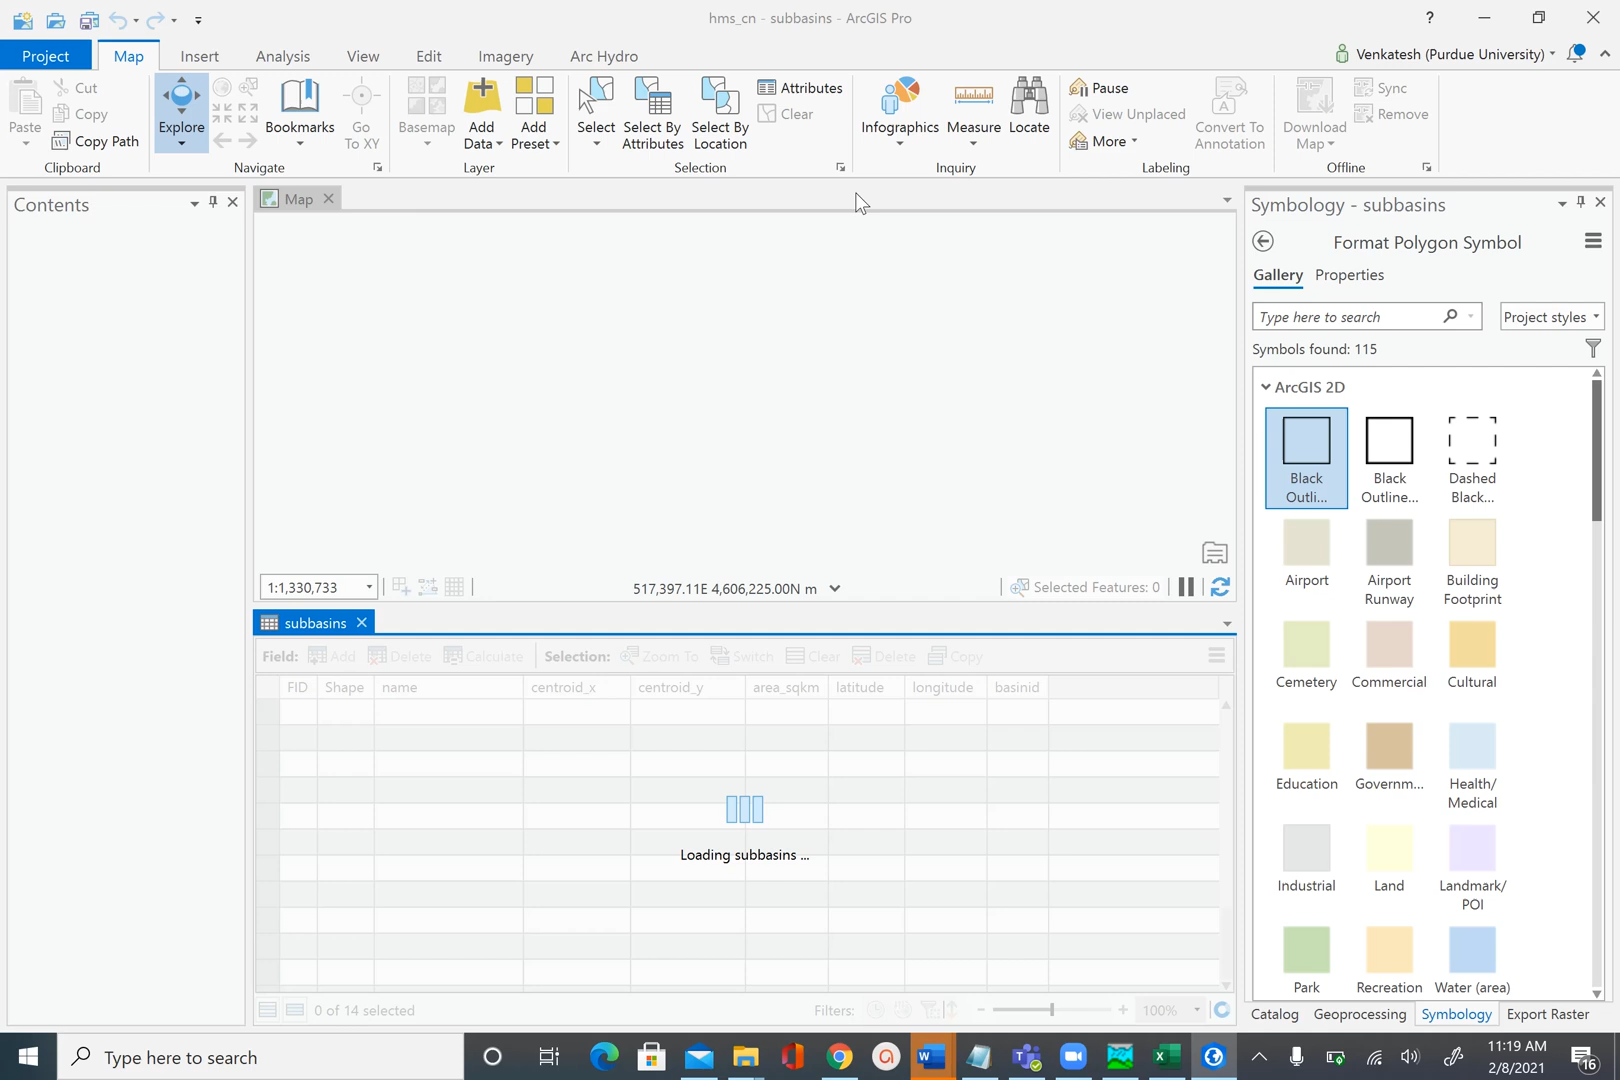 hms_cn - subbasins - ArcGIS Pro
?
Project
Map
Insert
Analysis
View
Edit
Imagery
Arc Hydro
Venkatesh (Purdue University)
Paste
Cut
Copy
Copy Path
Clipboard
Explore
Bookmarks
Go
To XY
Navigate
Basemap
Add
Data
Add
Preset
Layer
Select
Select By
Attributes
Select By
Location
Attributes
Clear
Selection
Infographics
Measure
Locate
Inquiry
Pause
View Unplaced
More
Convert To
Annotation
Labeling
Download
Map
Sync
Remove
Offline
Contents
Map
1:1,330,733
517,397.11E 4,606,225.00N m
Selected Features: 0
subbasins
Field: Add Delete Calculate Selection: Zoom To Switch Clear Delete Copy
FID Shape name centroid_x centroid_y area_sqkm latitude longitude basinid
Loading subbasins ...
0 of 14 selected
Filters:
100%
Symbology - subbasins
Format Polygon Symbol
Gallery Properties
Type here to search
Project styles
Symbols found: 115
ArcGIS 2D
Black
Outli...
Black
Outline...
Dashed
Black...
Airport
Airport
Runway
Building
Footprint
Cemetery
Commercial
Cultural
Education
Governm...
Health/
Medical
Industrial
Land
Landmark/
POI
Park
Recreation
Water (area)
Catalog Geoprocessing Symbology Export Raster
Type here to search
11:19 AM
2/8/2021
16